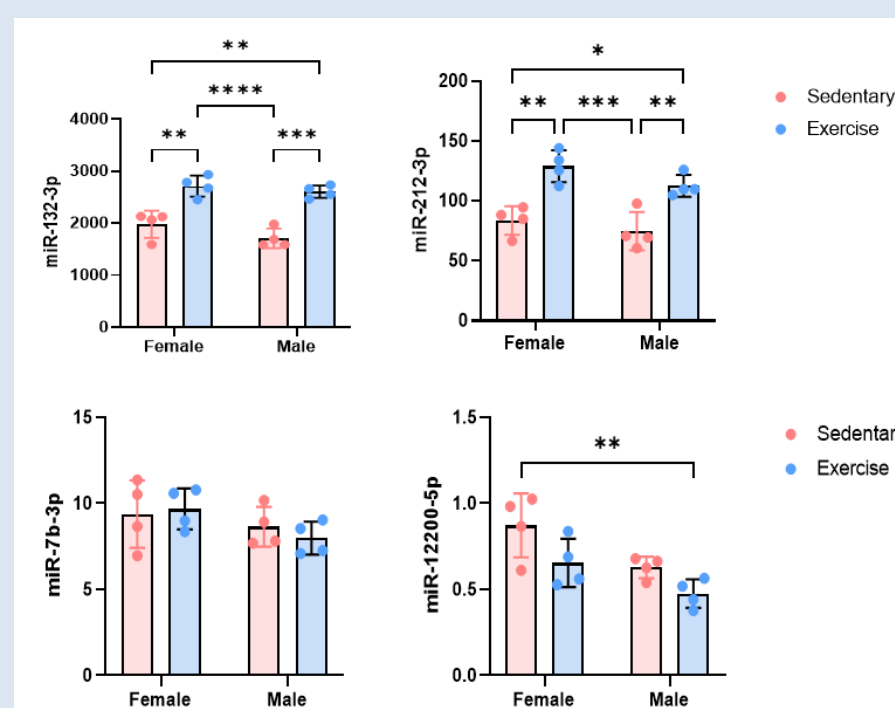 **
****
**
***
miR-132-3p
4000
3000
2000
1000
0
Female
Male
*
**
***
**
miR-212-3p
200
150
100
50
0
Female
Male
Sedentary
Exercise
miR-7b-3p
15
10
5
0
Female
Male
**
miR-12200-5p
1.5
1.0
0.5
0.0
Female
Male
Sedentar
Exercise